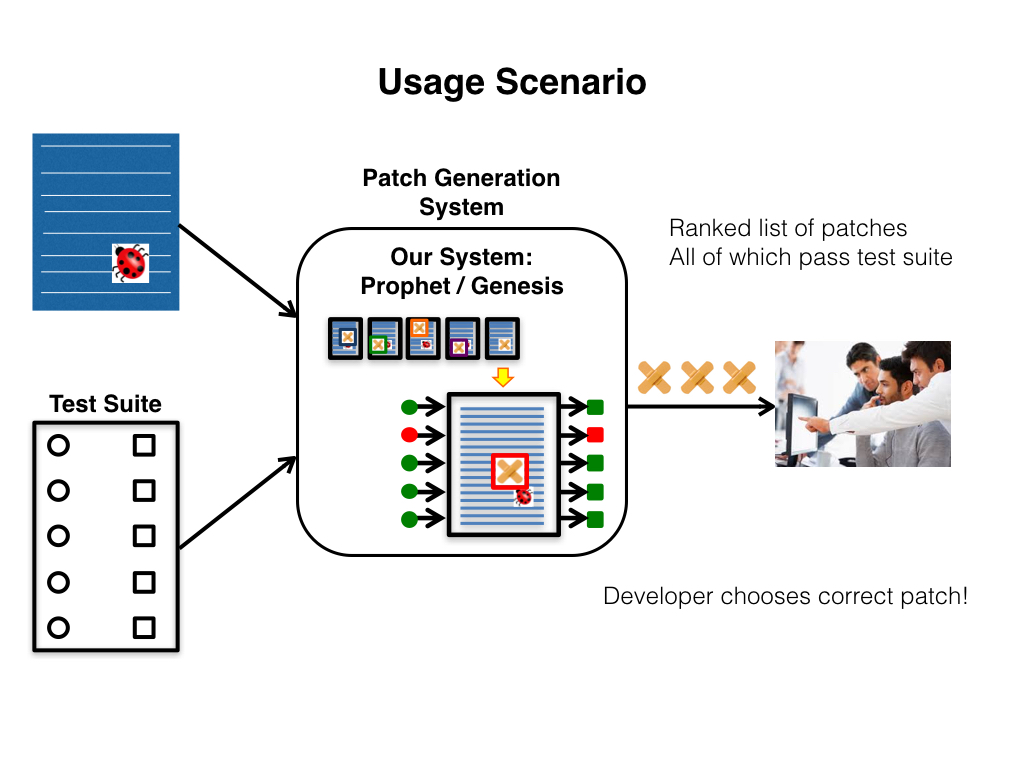 Usage Scenario
Patch Generation
System
Our System:
Prophet / Genesis
Ranked list of patches
All of which pass test suite
Test Suite
Developer chooses correct patch!